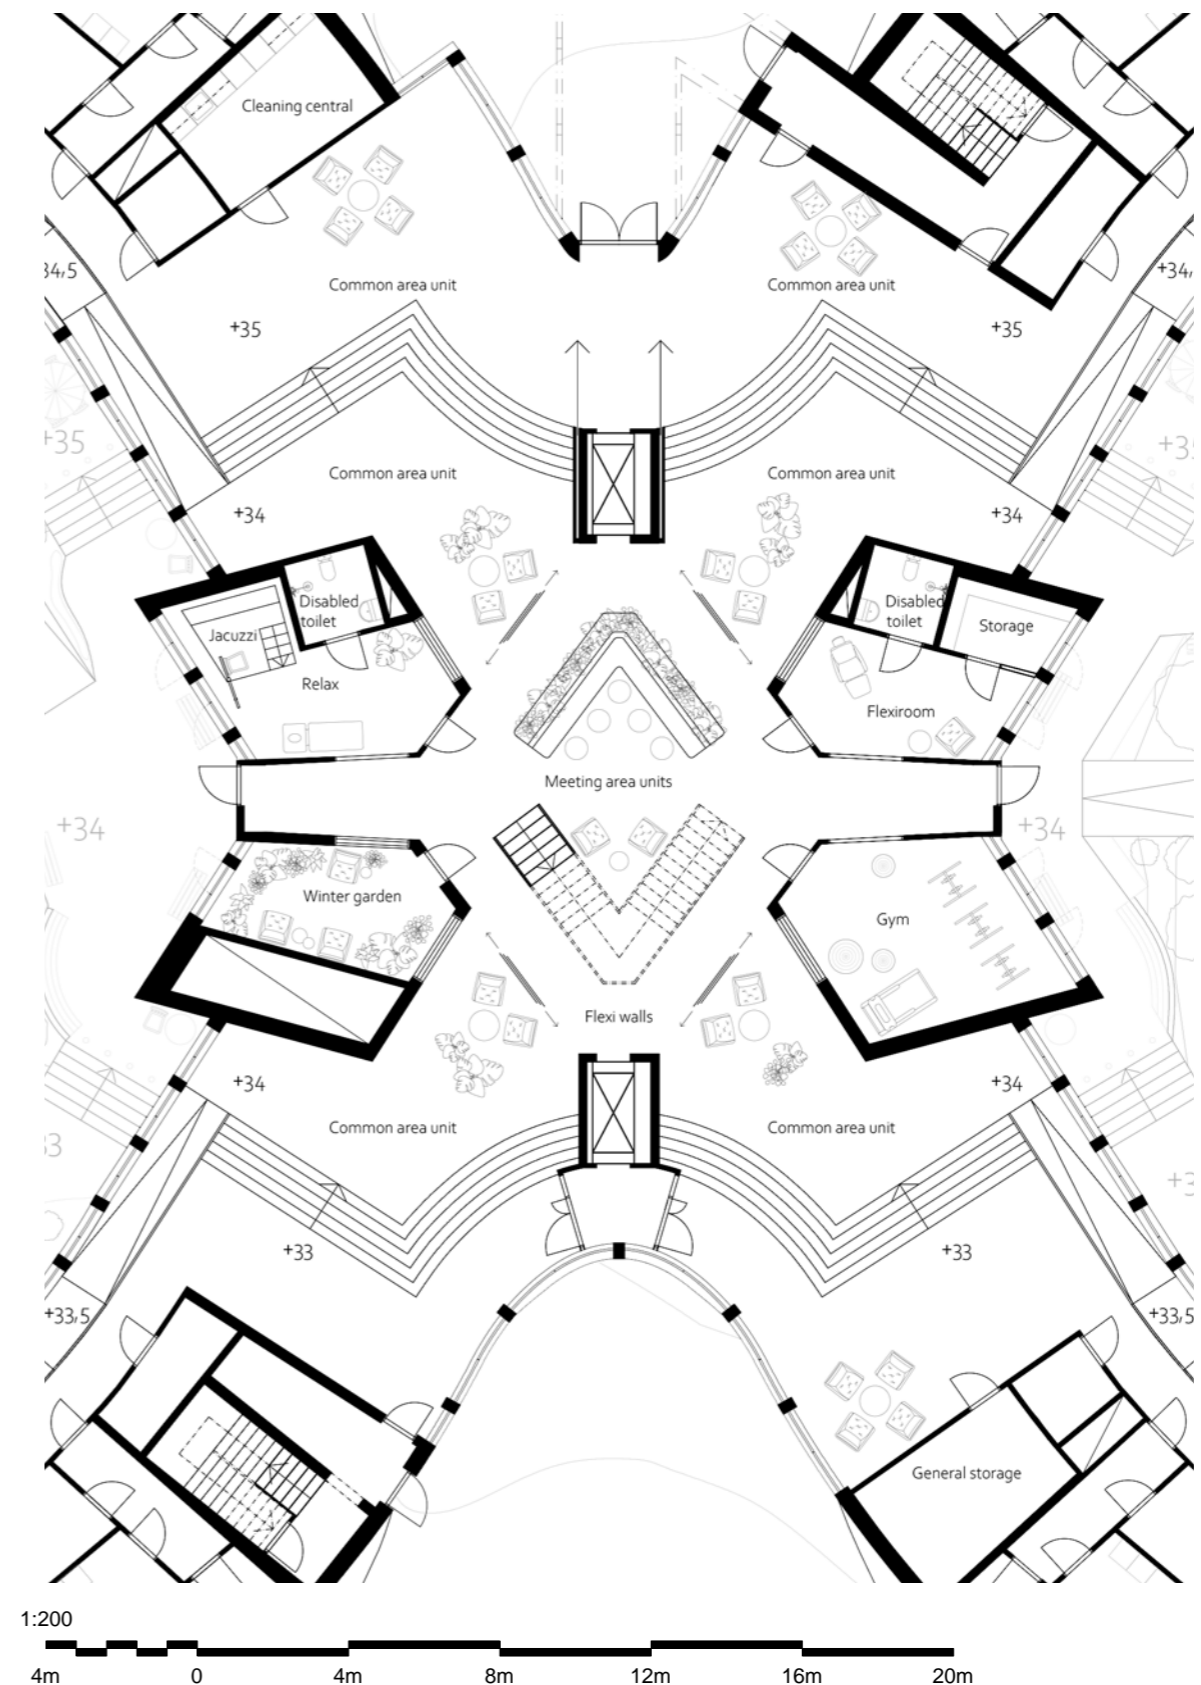 Cleaning central
34,5
+34,
Common area unit
Common area unit
+35
+35
+35
+35
Common area unit
Common area unit
+34
+34
Disabled
toilet
Jacuzzi
Relax
Disabled
toilet
Storage
Flexiroom
Meeting area units
+34
+34
Winter garden
Gym
Flexi walls
+34
+34
Common area unit
Common area unit
33
+3
+33
+33
+33,5
+33,5
General storage
1:200
4m 0 4m 8m 12m 16m 20m